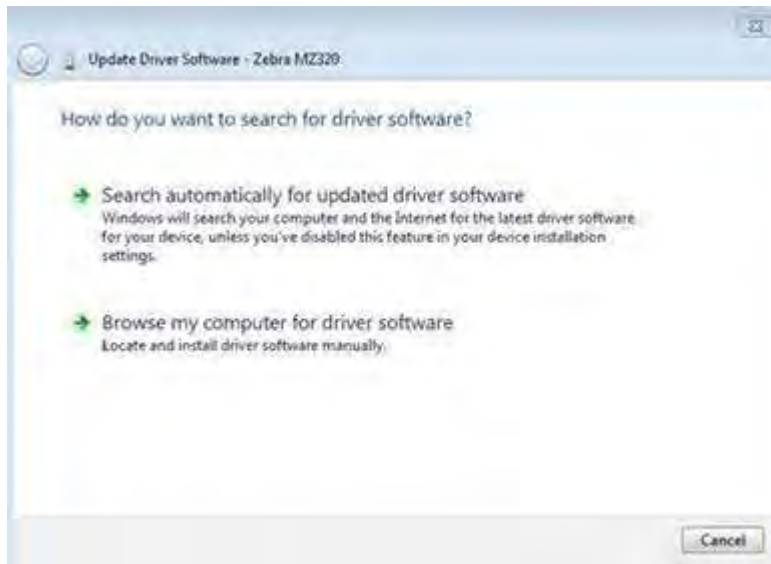 Update Driver Software - Zebra MZ320
How do you want to search for driver software?
Search automatically for updated driver software
Windows will search your computer and the Internet for the latest driver software
for your device, unless you've disabled this feature in your device installation
settings.
Browse my computer for driver software
Locate and install driver software manually.
Cancel